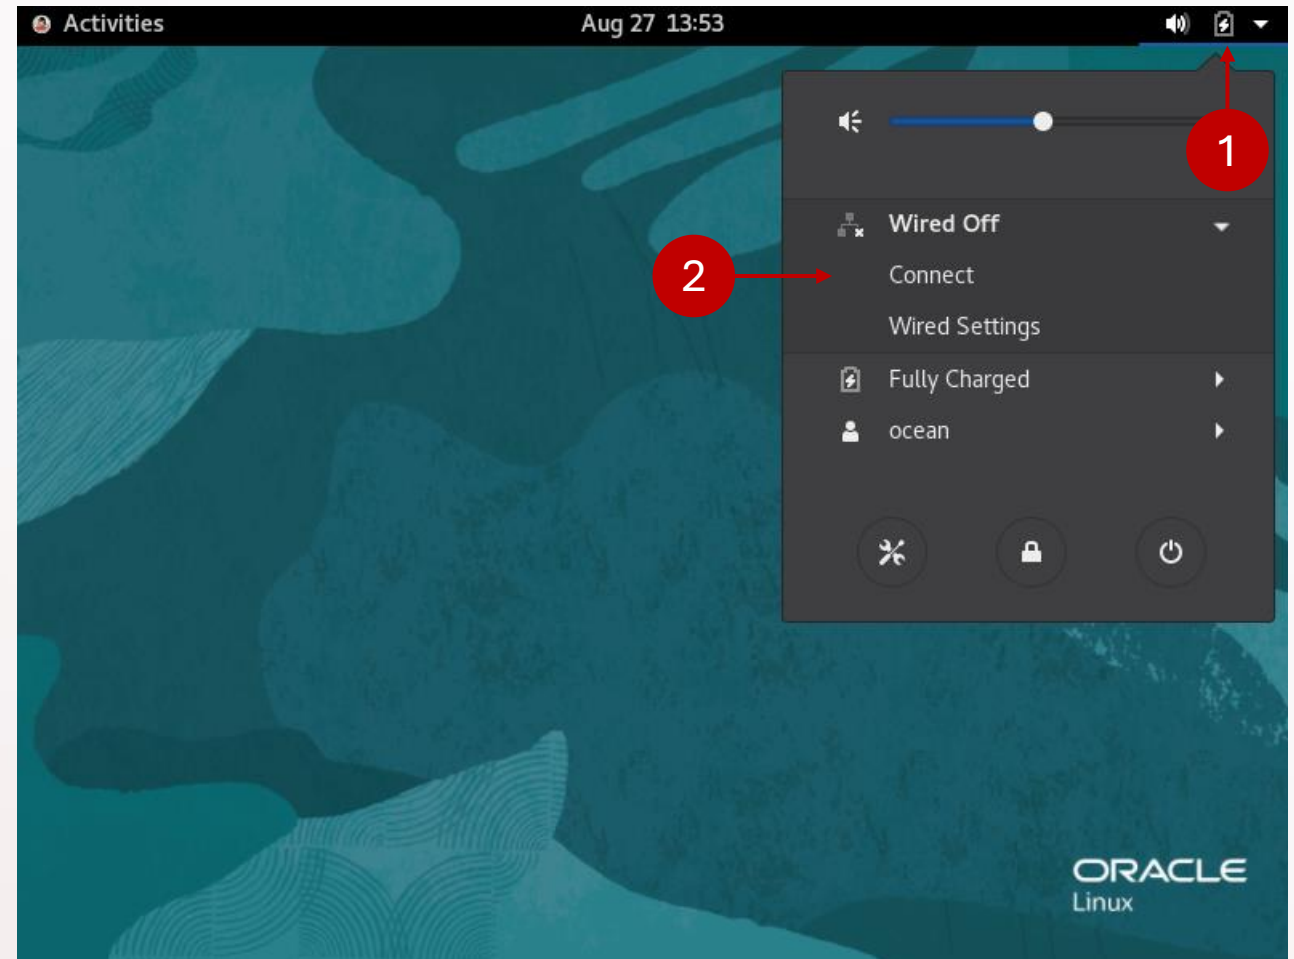 Activities
Aug 27 13:53
1
Wired Off
2
Connect
Wired Settings
Fully Charged
ocean
ORACLE
Linux